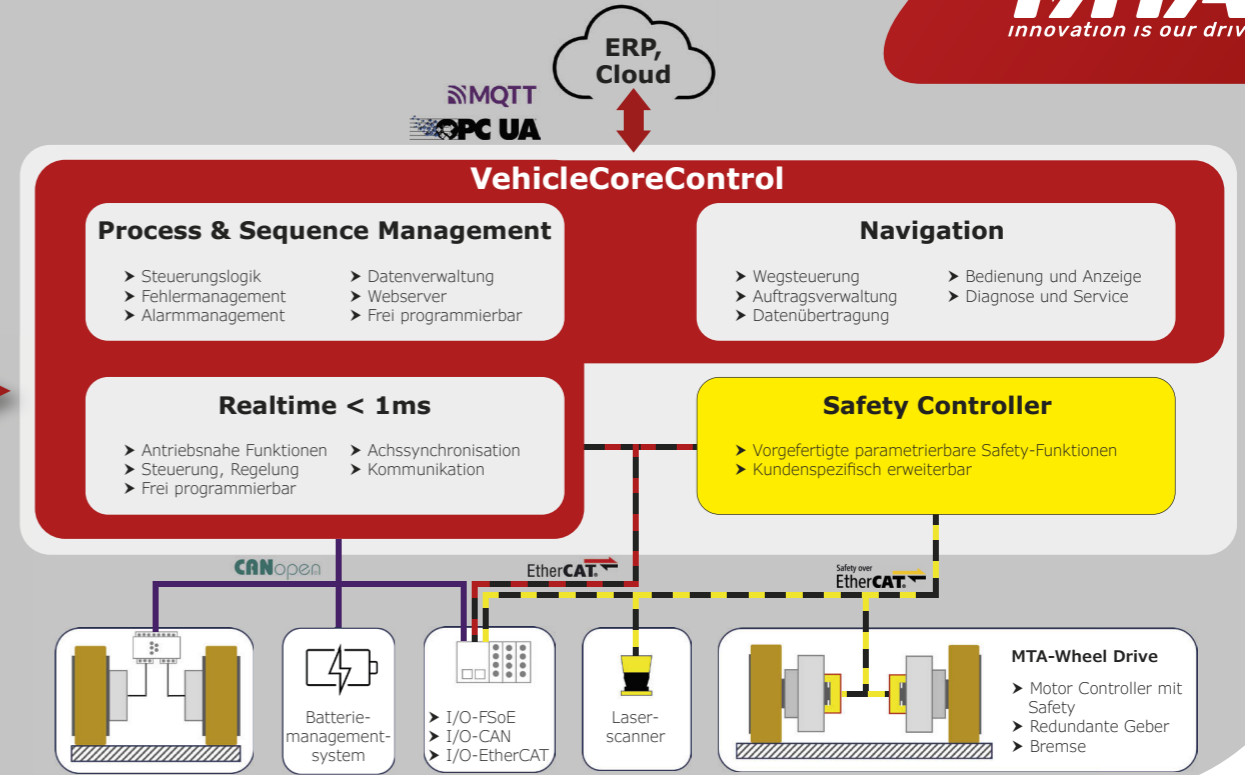 MTA
innovation is our driv
ERP,
Cloud
MQTT
OPC UA
VehicleCoreControl
Process & Sequence Management
➤ Steuerungslogik
➤ Fehlermanagement
➤ Alarmmanagement
➤ Datenverwaltung
➤ Webserver
➤ Frei programmierbar
Navigation
➤ Wegsteuerung
➤ Auftragsverwaltung
➤ Datenübertragung
➤ Bedienung und Anzeige
➤ Diagnose und Service
Realtime < 1ms
➤ Antriebsnahe Funktionen
➤ Steuerung, Regelung
➤ Frei programmierbar
➤ Achssynchronisation
➤ Kommunikation
Safety Controller
➤ Vorgefertigte parametrierbare Safety-Funktionen
➤ Kundenspezifisch erweiterbar
CANopen
EtherCAT®
Safety over
EtherCAT®
Batterie-
management-
system
➤ I/O-FSoE
➤ I/O-CAN
➤ I/O-EtherCAT
Laser-
scanner
MTA-Wheel Drive
➤ Motor Controller mit
Safety
➤ Redundante Geber
➤ Bremse